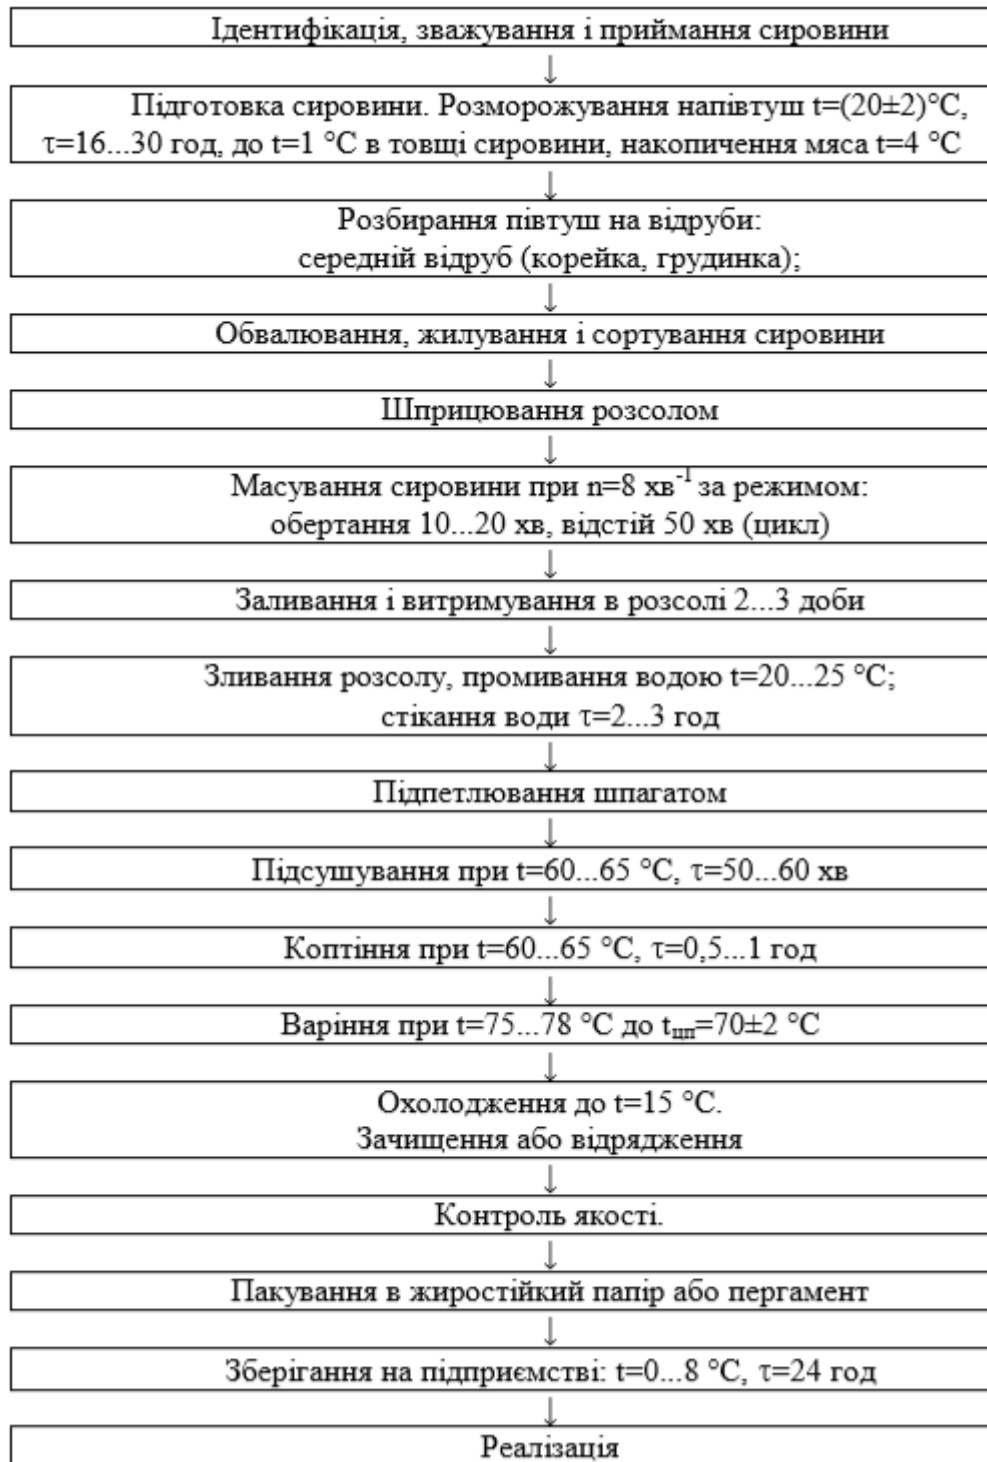 Ідентифікація, зважування і приймання сировини
Підготовка сировини. Розморожування напівтуш t=(20±2)°С,
τ=16...30 год, до t=1 °С в товщі сировини, накопичення мяса t=4 °С
Розбирання півтуш на відруби:
середній відруб (корейка, грудинка);
Обвалювання, жилування і сортування сировини
Шприцювання розсолом
Масування сировини при n=8 хв⁻¹ за режимом:
обертання 10...20 хв, відстій 50 хв (цикл)
Заливання і витримування в розсолі 2...3 доби
Зливання розсолу, промивання водою t=20...25 °С;
стікання води τ=2...3 год
Підпетлювання шпагатом
Підсушування при t=60...65 °С, τ=50...60 хв
Коптіння при t=60...65 °С, τ=0,5...1 год
Варіння при t=75...78 °С до tцп=70±2 °С
Охолодження до t=15 °С.
Зачищення або відрядження
Контроль якості.
Пакування в жиростійкий папір або пергамент
Зберігання на підприємстві: t=0...8 °С, τ=24 год
Реалізація